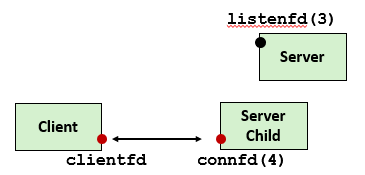 listenfd(3)
Server
Client
Server
Child
clientfd
connfd(4)